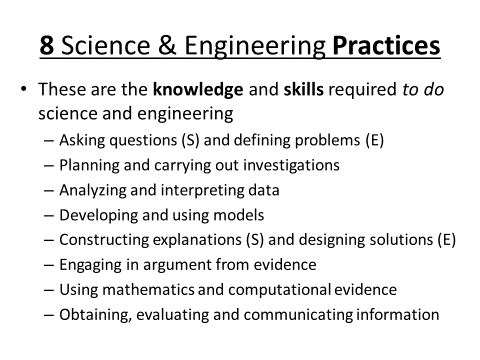 8 Science & Engineering Practices
• These are the knowledge and skills required to do
science and engineering
– Asking questions (S) and defining problems (E)
– Planning and carrying out investigations
– Analyzing and interpreting data
– Developing and using models
– Constructing explanations (S) and designing solutions (E)
– Engaging in argument from evidence
– Using mathematics and computational evidence
– Obtaining, evaluating and communicating information